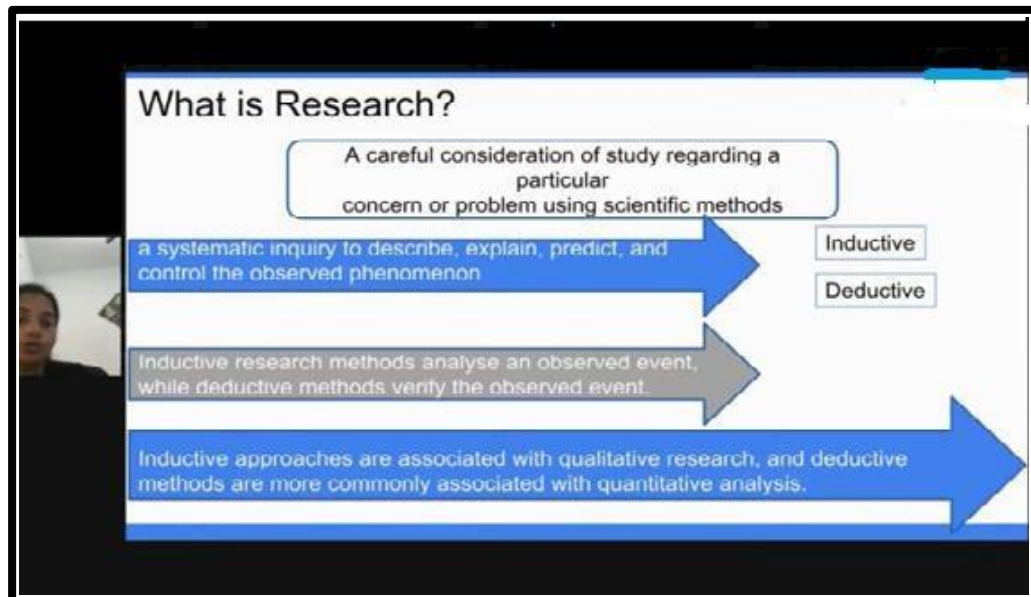 What is Research?
A careful consideration of study regarding a
particular
concern or problem using scientific methods
a systematic inquiry to describe, explain, predict, and
control the observed phenomenon
Inductive
Deductive
Inductive research methods analyse an observed event,
while deductive methods verify the observed event.
Inductive approaches are associated with qualitative research, and deductive
methods are more commonly associated with quantitative analysis.